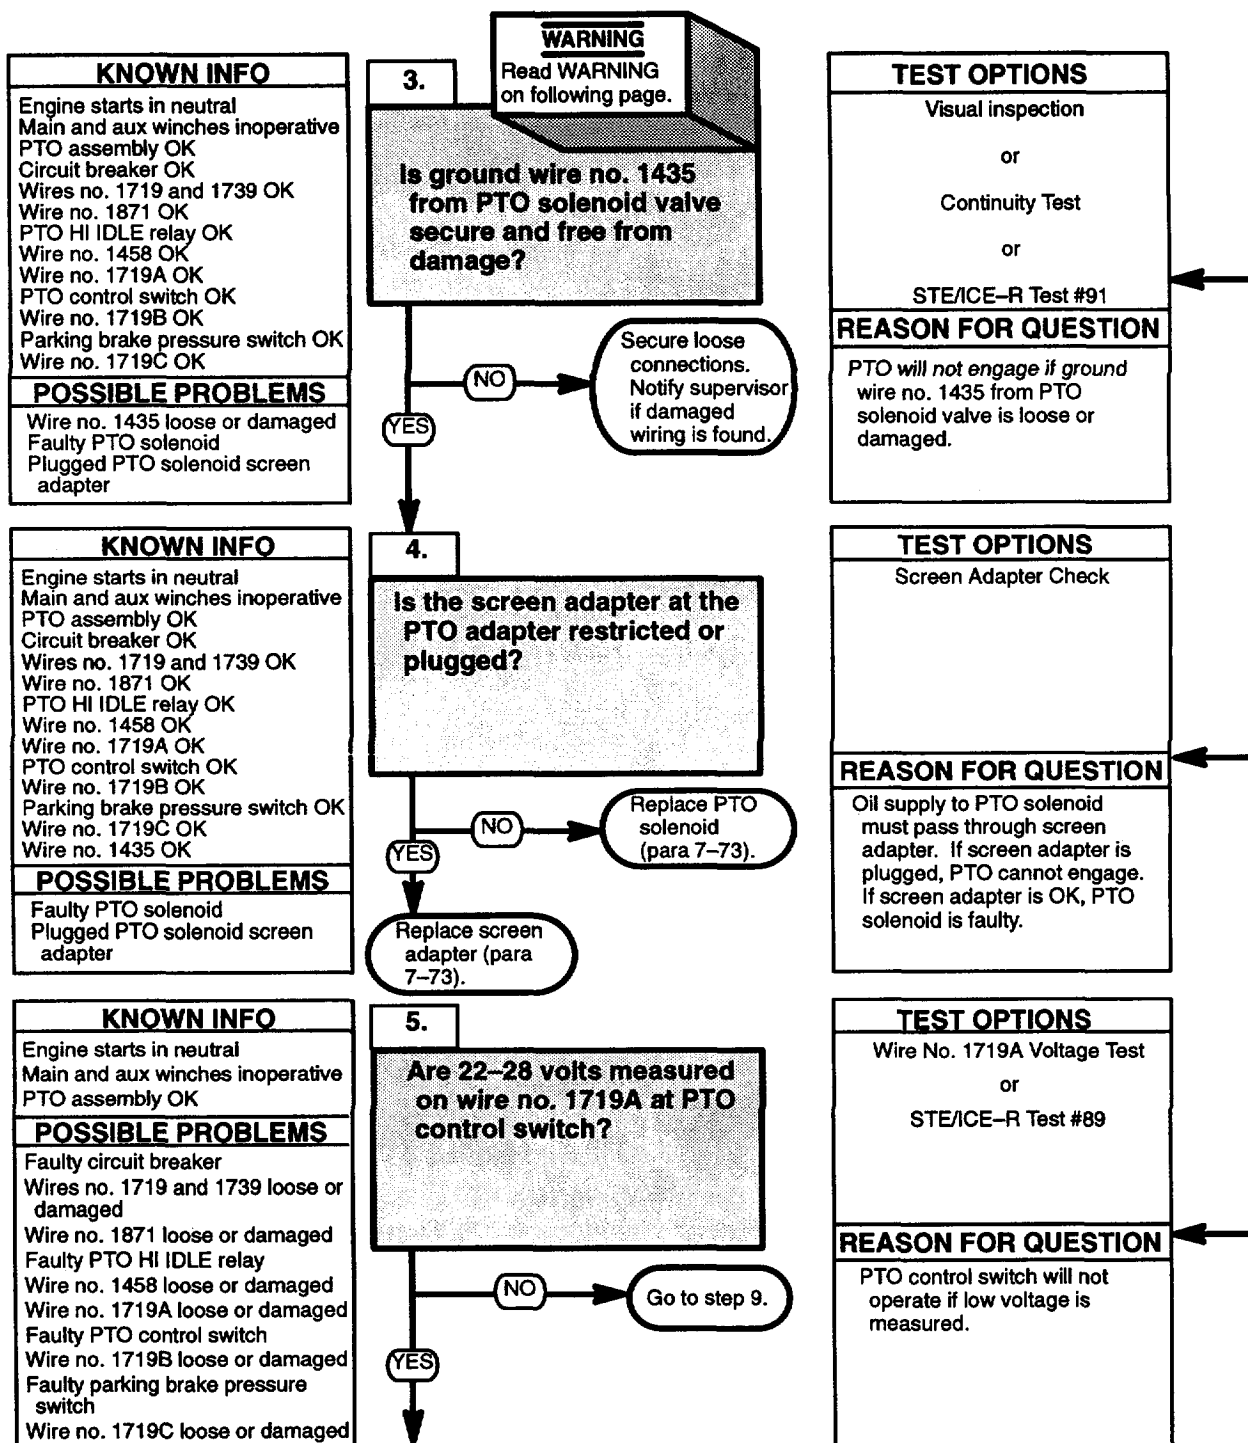 WARNING
Read WARNING
on following page.
KNOWN INFO
Engine starts in neutral
Main and aux winches inoperative
PTO assembly OK
Circuit breaker OK
Wires no. 1719 and 1739 OK
Wire no. 1871 OK
PTO HI IDLE relay OK
Wire no. 1458 OK
Wire no. 1719A OK
PTO control switch OK
Wire no. 1719B OK
Parking brake pressure switch OK
Wire no. 1719C OK
POSSIBLE PROBLEMS
Wire no. 1435 loose or damaged
Faulty PTO solenoid
Plugged PTO solenoid screen
adapter
3.
Is ground wire no. 1435
from PTO solenoid valve
secure and free from
damage?
NO
Secure loose
connections.
Notify supervisor
if damaged
wiring is found.
YES
TEST OPTIONS
Visual inspection
or
Continuity Test
or
STE/ICE–R Test #91
REASON FOR QUESTION
PTO will not engage if ground
wire no. 1435 from PTO
solenoid valve is loose or
damaged.
KNOWN INFO
Engine starts in neutral
Main and aux winches inoperative
PTO assembly OK
Circuit breaker OK
Wires no. 1719 and 1739 OK
Wire no. 1871 OK
PTO HI IDLE relay OK
Wire no. 1458 OK
Wire no. 1719A OK
PTO control switch OK
Wire no. 1719B OK
Parking brake pressure switch OK
Wire no. 1719C OK
Wire no. 1435 OK
POSSIBLE PROBLEMS
Faulty PTO solenoid
Plugged PTO solenoid screen
adapter
4.
Is the screen adapter at the
PTO adapter restricted or
plugged?
NO
Replace PTO
solenoid
(para 7–73).
YES
Replace screen
adapter (para
7–73).
TEST OPTIONS
Screen Adapter Check
REASON FOR QUESTION
Oil supply to PTO solenoid
must pass through screen
adapter. If screen adapter is
plugged, PTO cannot engage.
If screen adapter is OK, PTO
solenoid is faulty.
KNOWN INFO
Engine starts in neutral
Main and aux winches inoperative
PTO assembly OK
POSSIBLE PROBLEMS
Faulty circuit breaker
Wires no. 1719 and 1739 loose or
damaged
Wire no. 1871 loose or damaged
Faulty PTO HI IDLE relay
Wire no. 1458 loose or damaged
Wire no. 1719A loose or damaged
Faulty PTO control switch
Wire no. 1719B loose or damaged
Faulty parking brake pressure
switch
Wire no. 1719C loose or damaged
5.
Are 22–28 volts measured
on wire no. 1719A at PTO
control switch?
NO
Go to step 9.
YES
TEST OPTIONS
Wire No. 1719A Voltage Test
or
STE/ICE–R Test #89
REASON FOR QUESTION
PTO control switch will not
operate if low voltage is
measured.